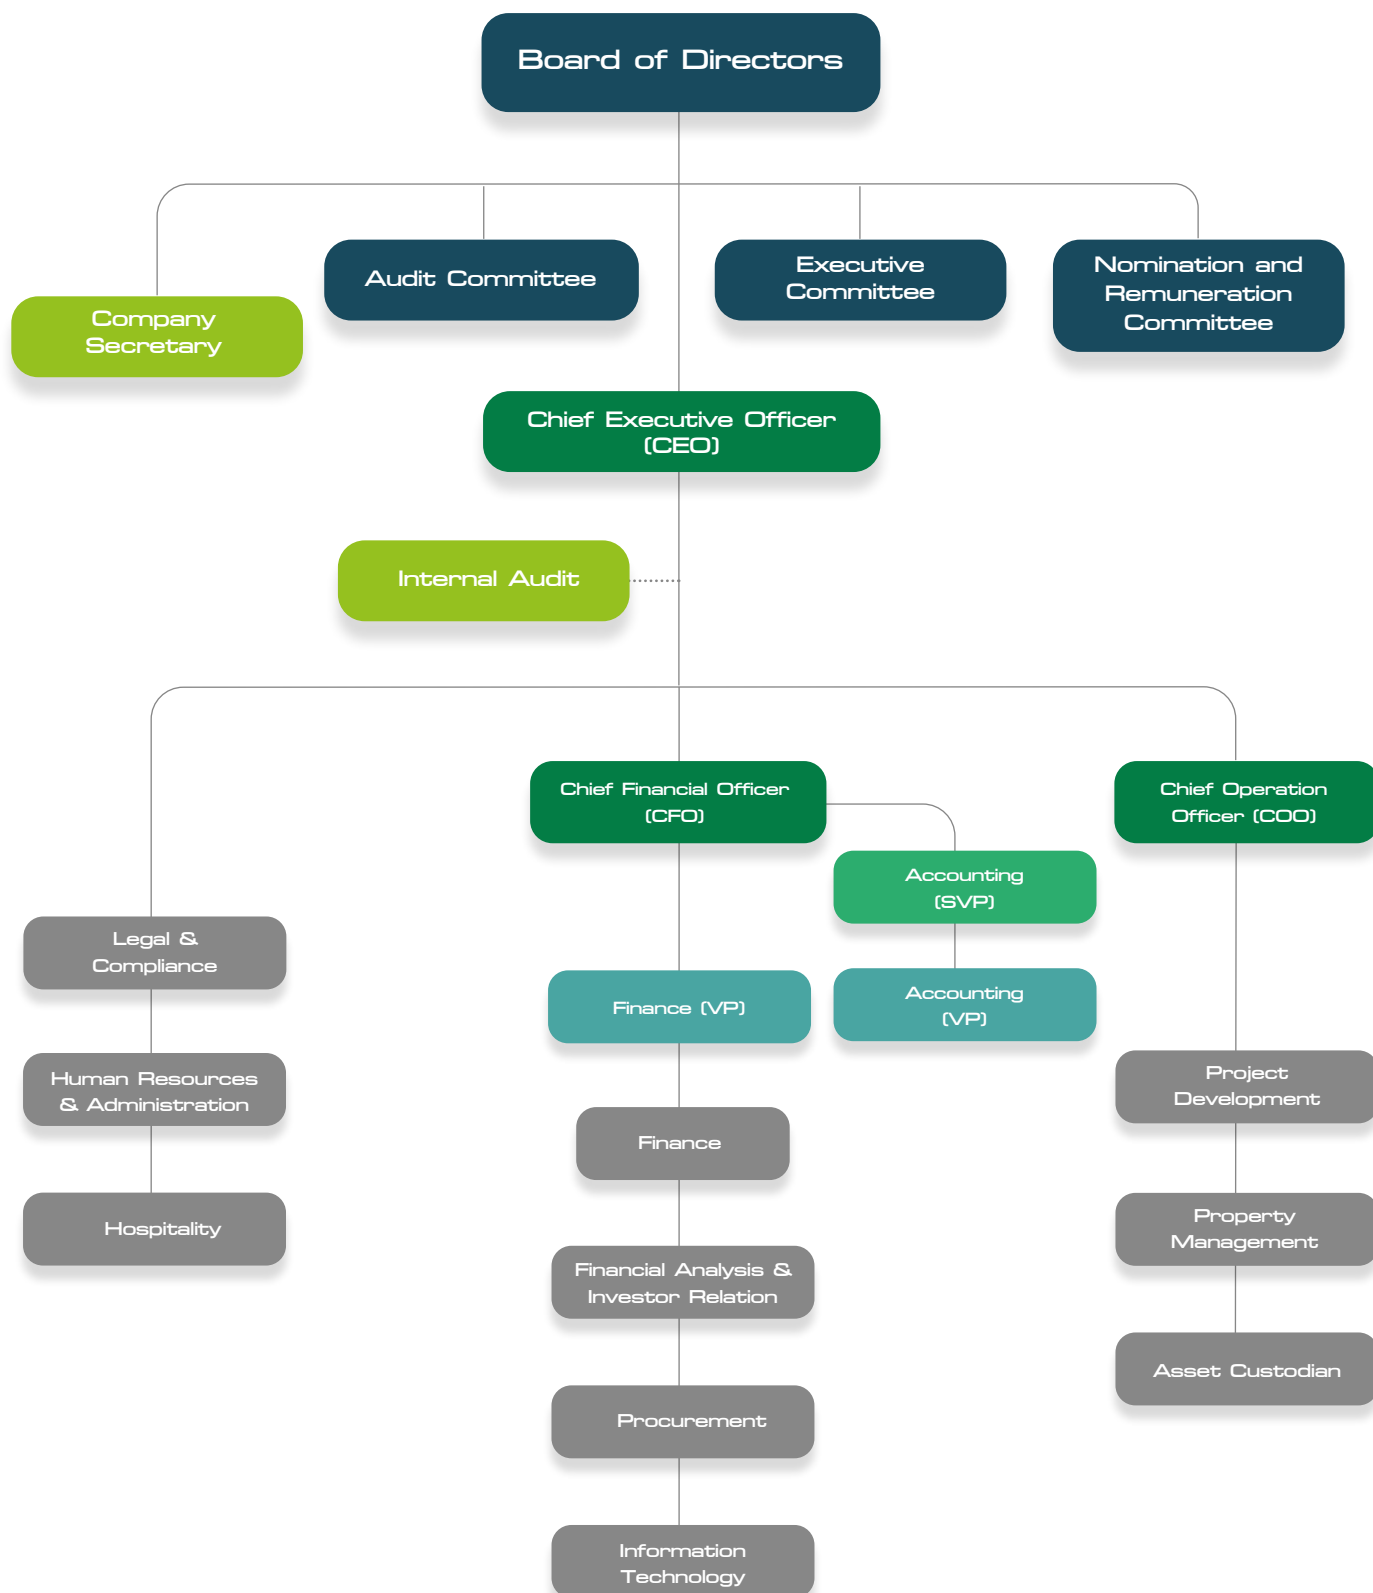 Board of Directors
Audit Committee
Executive
Committee
Nomination and
Remuneration
Committee
Company
Secretary
Chief Executive Officer
(CEO)
Internal Audit
Chief Financial Officer
(CFO)
Chief Operation
Officer (COO)
Accounting
(SVP)
Legal &
Compliance
Finance (VP)
Accounting
(VP)
Human Resources
& Administration
Project
Development
Finance
Hospitality
Property
Management
Financial Analysis &
Investor Relation
Asset Custodian
Procurement
Information
Technology